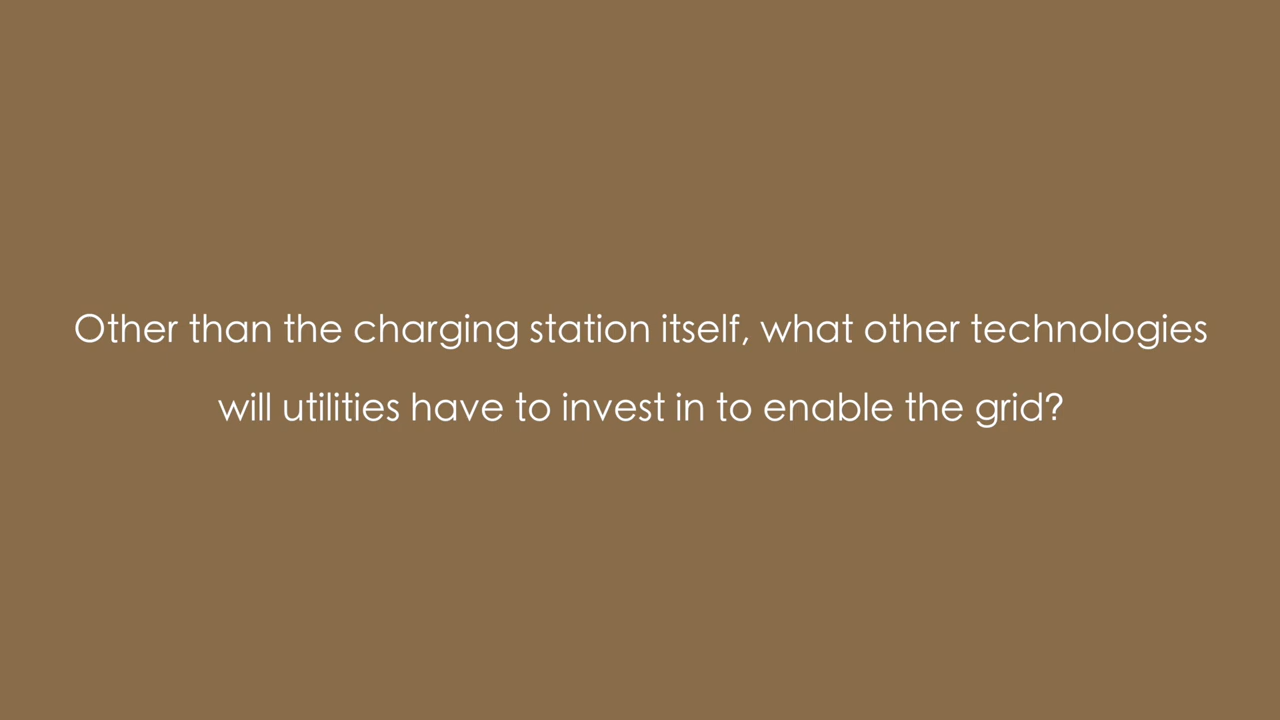 Other than the charging station itself, what other technologies
will utilities have to invest in to enable the grid?